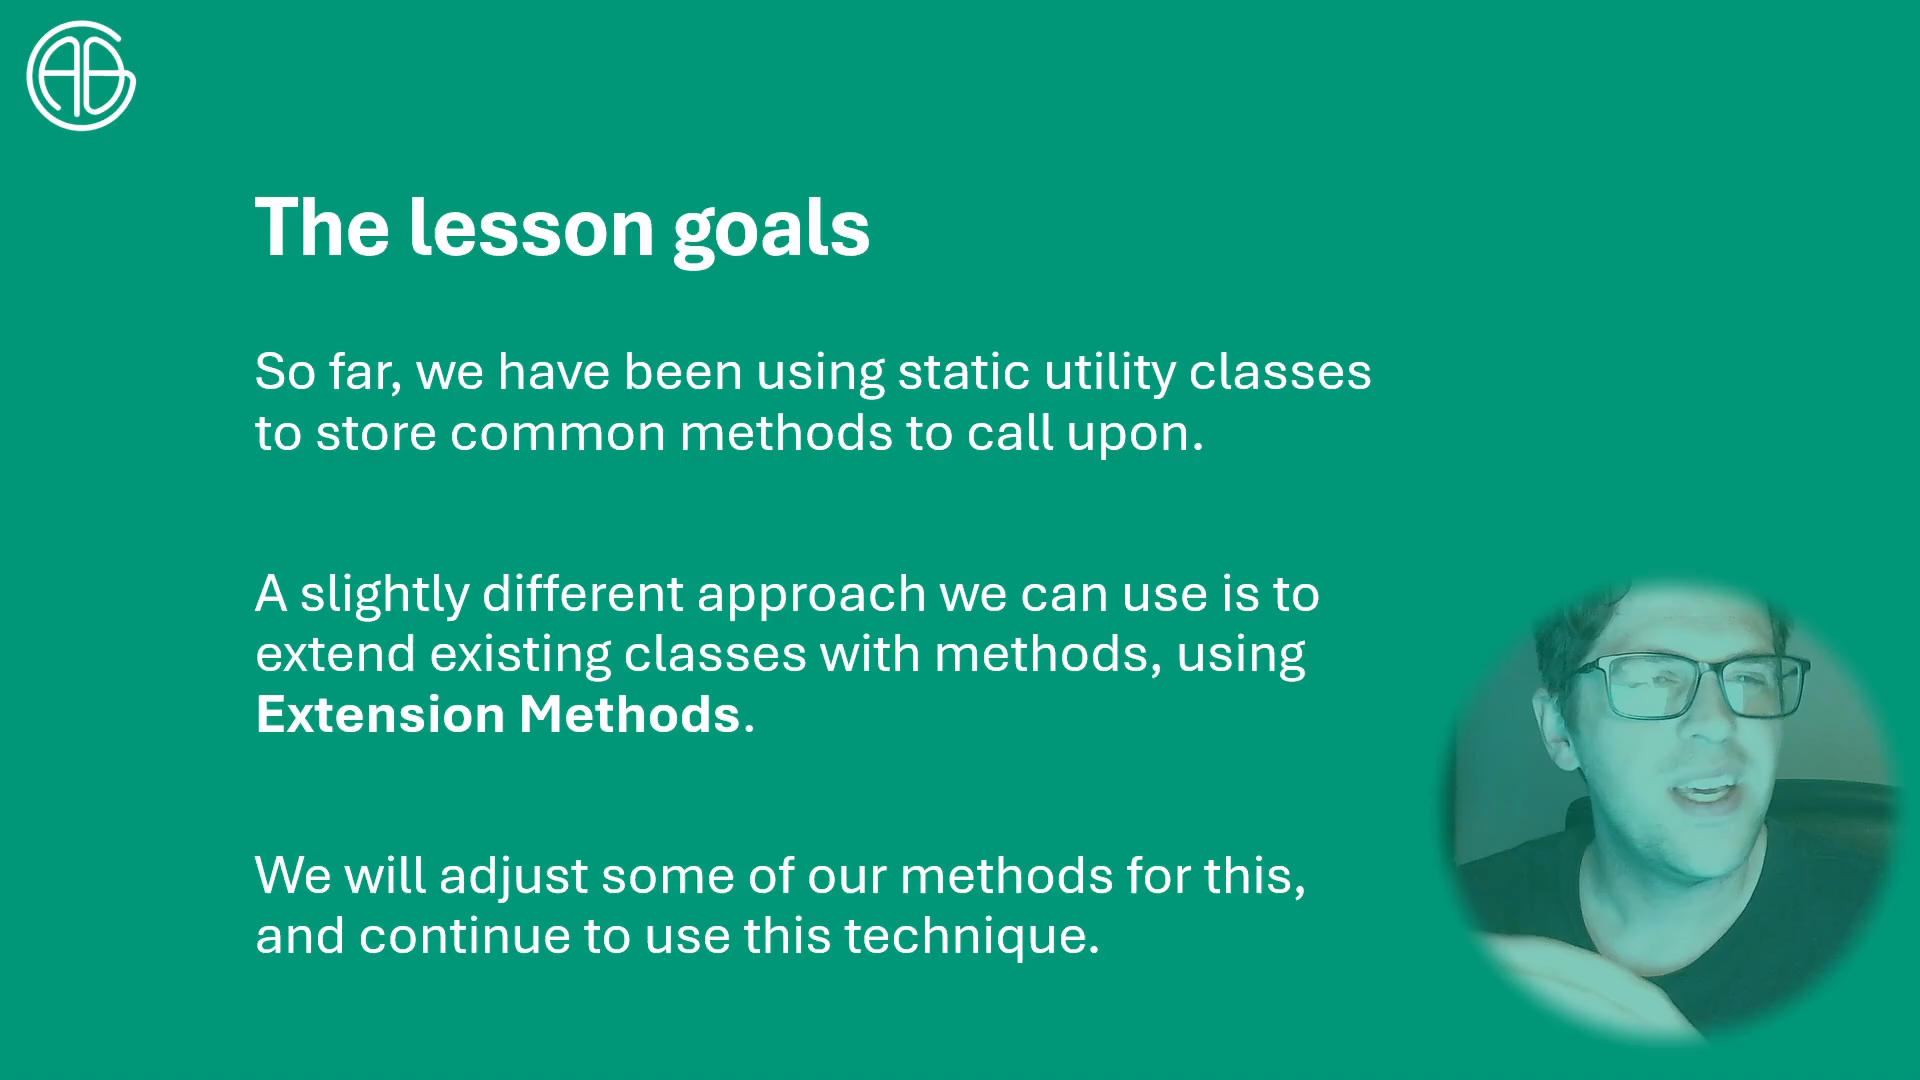 The lesson goals
So far, we have been using static utility classes
to store common methods to call upon.
A slightly different approach we can use is to
extend existing classes with methods, using
Extension Methods.
We will adjust some of our methods for this,
and continue to use this technique.